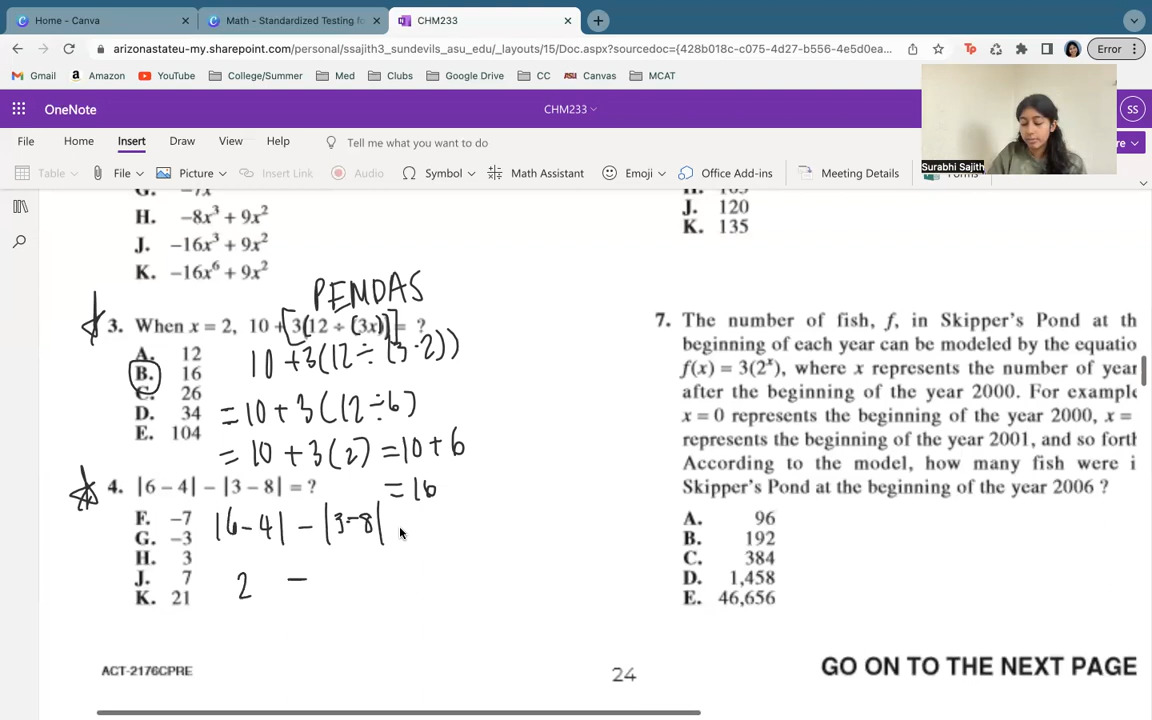 Home - Canva
Math - Standardized Testing fo
CHM233
arizonastateu-my.sharepoint.com/personal/ssajith3_sundevils_asu_edu/_layouts/15/Doc.aspx?sourcedoc={428b018c-c075-4d27-b556-4e5d0ea...
Error
Gmail
Amazon
YouTube
College/Summer
Med
Clubs
Google Drive
CC
ASU Canvas
MCAT
OneNote
CHM233
SS
File
Home
Insert
Draw
View
Help
Tell me what you want to do
Surabhi Sajith
Table
File
Picture
Insert Link
Audio
Symbol
Math Assistant
Emoji
Office Add-ins
Meeting Details
G. -7x
H. -8x³ + 9x²
J. -16x³ + 9x²
K. -16x⁶ + 9x²
PEMDAS
3. When x = 2, 10 + [3(12 ÷ (3x))] = ?
A. 12
B. 16
C. 26
D. 34
E. 104
10 + 3(12 ÷ (3·2))
= 10 + 3(12 ÷ 6)
= 10 + 3(2) = 10 + 6
= 16
4. |6 – 4| – |3 – 8| = ?
F. -7
G. -3
H. 3
J. 7
K. 21
|6-4| - |3-8|
2 -
ACT-2176CPRE
J. 120
K. 135
7. The number of fish, f, in Skipper's Pond at th
beginning of each year can be modeled by the equatio
f(x) = 3(2ˣ), where x represents the number of year
after the beginning of the year 2000. For example
x = 0 represents the beginning of the year 2000, x =
represents the beginning of the year 2001, and so forth
According to the model, how many fish were i
Skipper's Pond at the beginning of the year 2006 ?
A. 96
B. 192
C. 384
D. 1,458
E. 46,656
24
GO ON TO THE NEXT PAGE